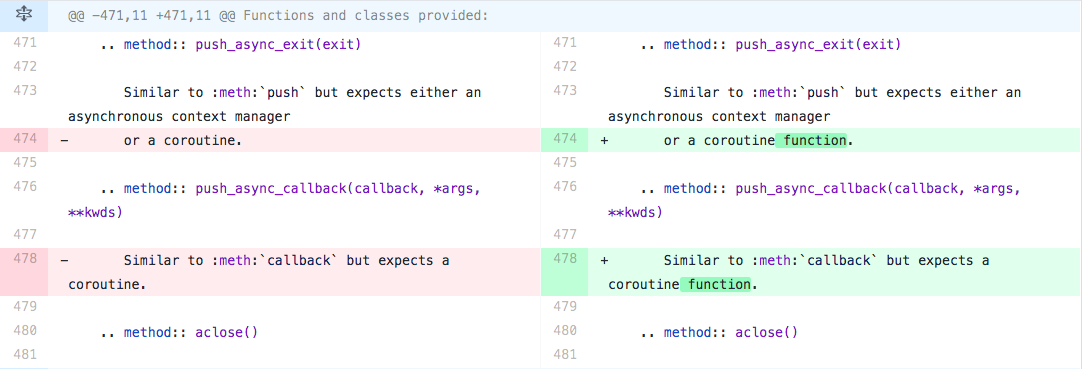 @@ -471,11 +471,11 @@ Functions and classes provided:
471 .. method:: push_async_exit(exit)
472
473 Similar to :meth:`push` but expects either an
asynchronous context manager
474 - or a coroutine.
475
476 .. method:: push_async_callback(callback, *args,
**kwds)
477
478 - Similar to :meth:`callback` but expects a
coroutine.
479
480 .. method:: aclose()
481
471 .. method:: push_async_exit(exit)
472
473 Similar to :meth:`push` but expects either an
asynchronous context manager
474 + or a coroutine function.
475
476 .. method:: push_async_callback(callback, *args,
**kwds)
477
478 + Similar to :meth:`callback` but expects a
coroutine function.
479
480 .. method:: aclose()
481